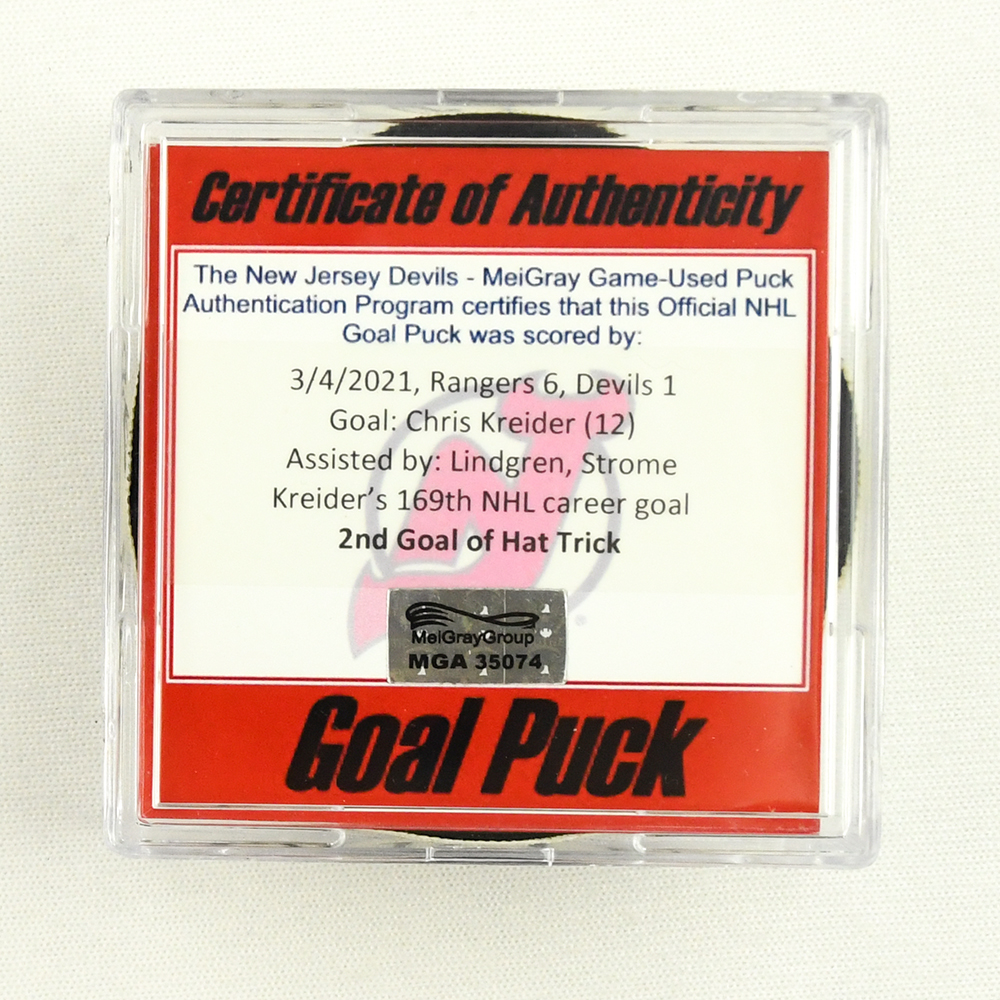 Certificate of Authenticity
The New Jersey Devils - MeiGray Game-Used Puck
Authentication Program certifies that this Official NHL
Goal Puck was scored by:
3/4/2021, Rangers 6, Devils 1
Goal: Chris Kreider (12)
Assisted by: Lindgren, Strome
Kreider's 169th NHL career goal
2nd Goal of Hat Trick
MeiGrayGroup
MGA 35074
Goal Puck